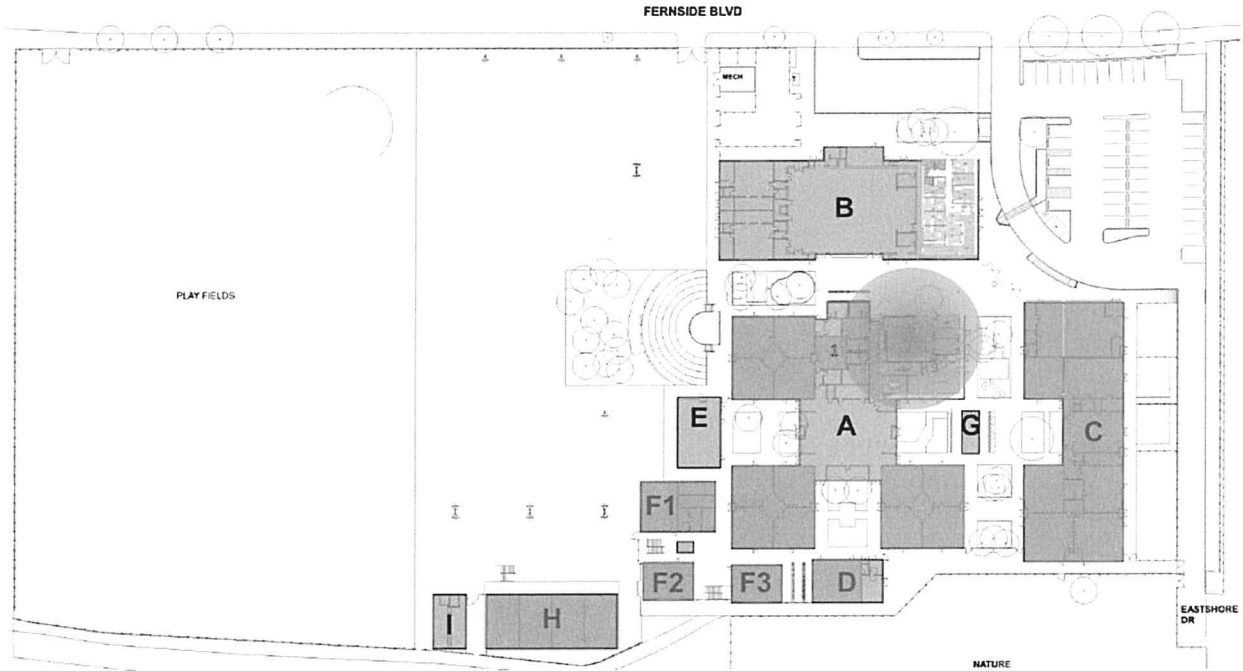 FERNSIDE BLVD
MECH
T
B
PLAY FIELDS
1
E
A
G
C
F1
F2
F3
D
I
H
EASTSHORE
DR
NATURE